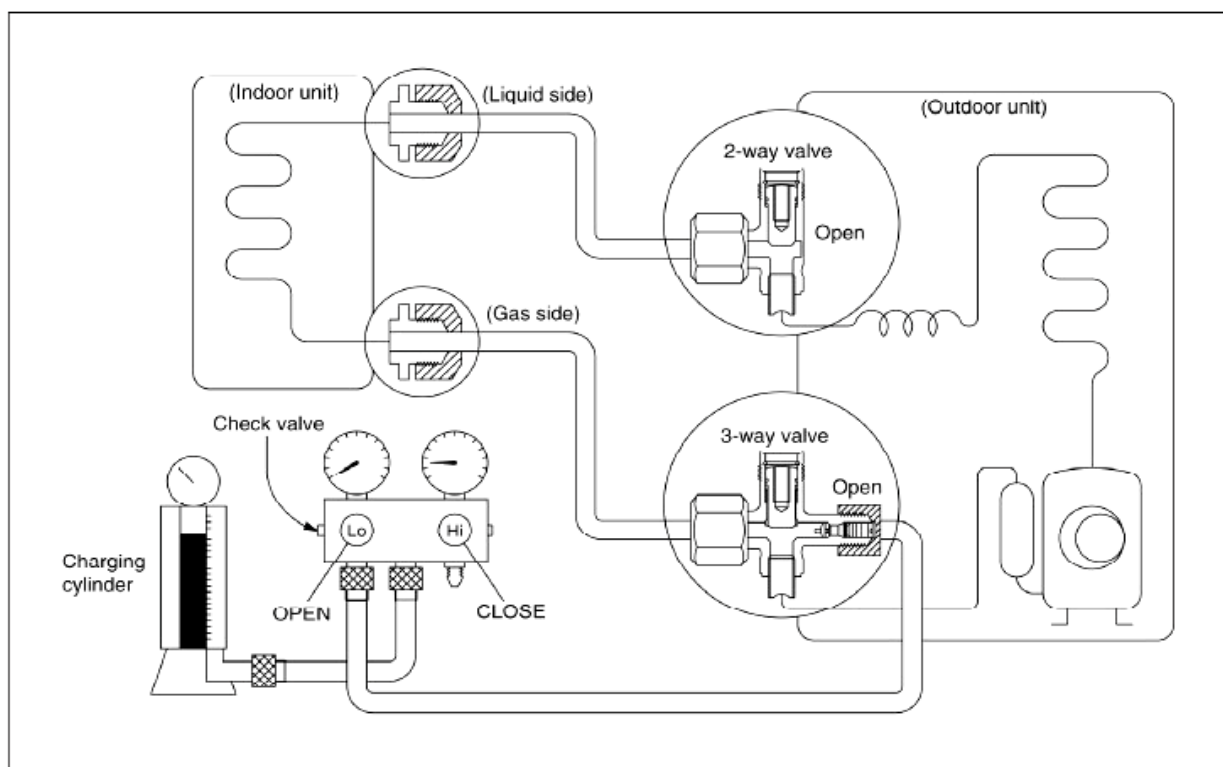 (Indoor unit)
(Liquid side)
(Outdoor unit)
2-way valve
Open
(Gas side)
Check valve
3-way valve
Open
Lo
Hi
Charging
cylinder
OPEN
CLOSE